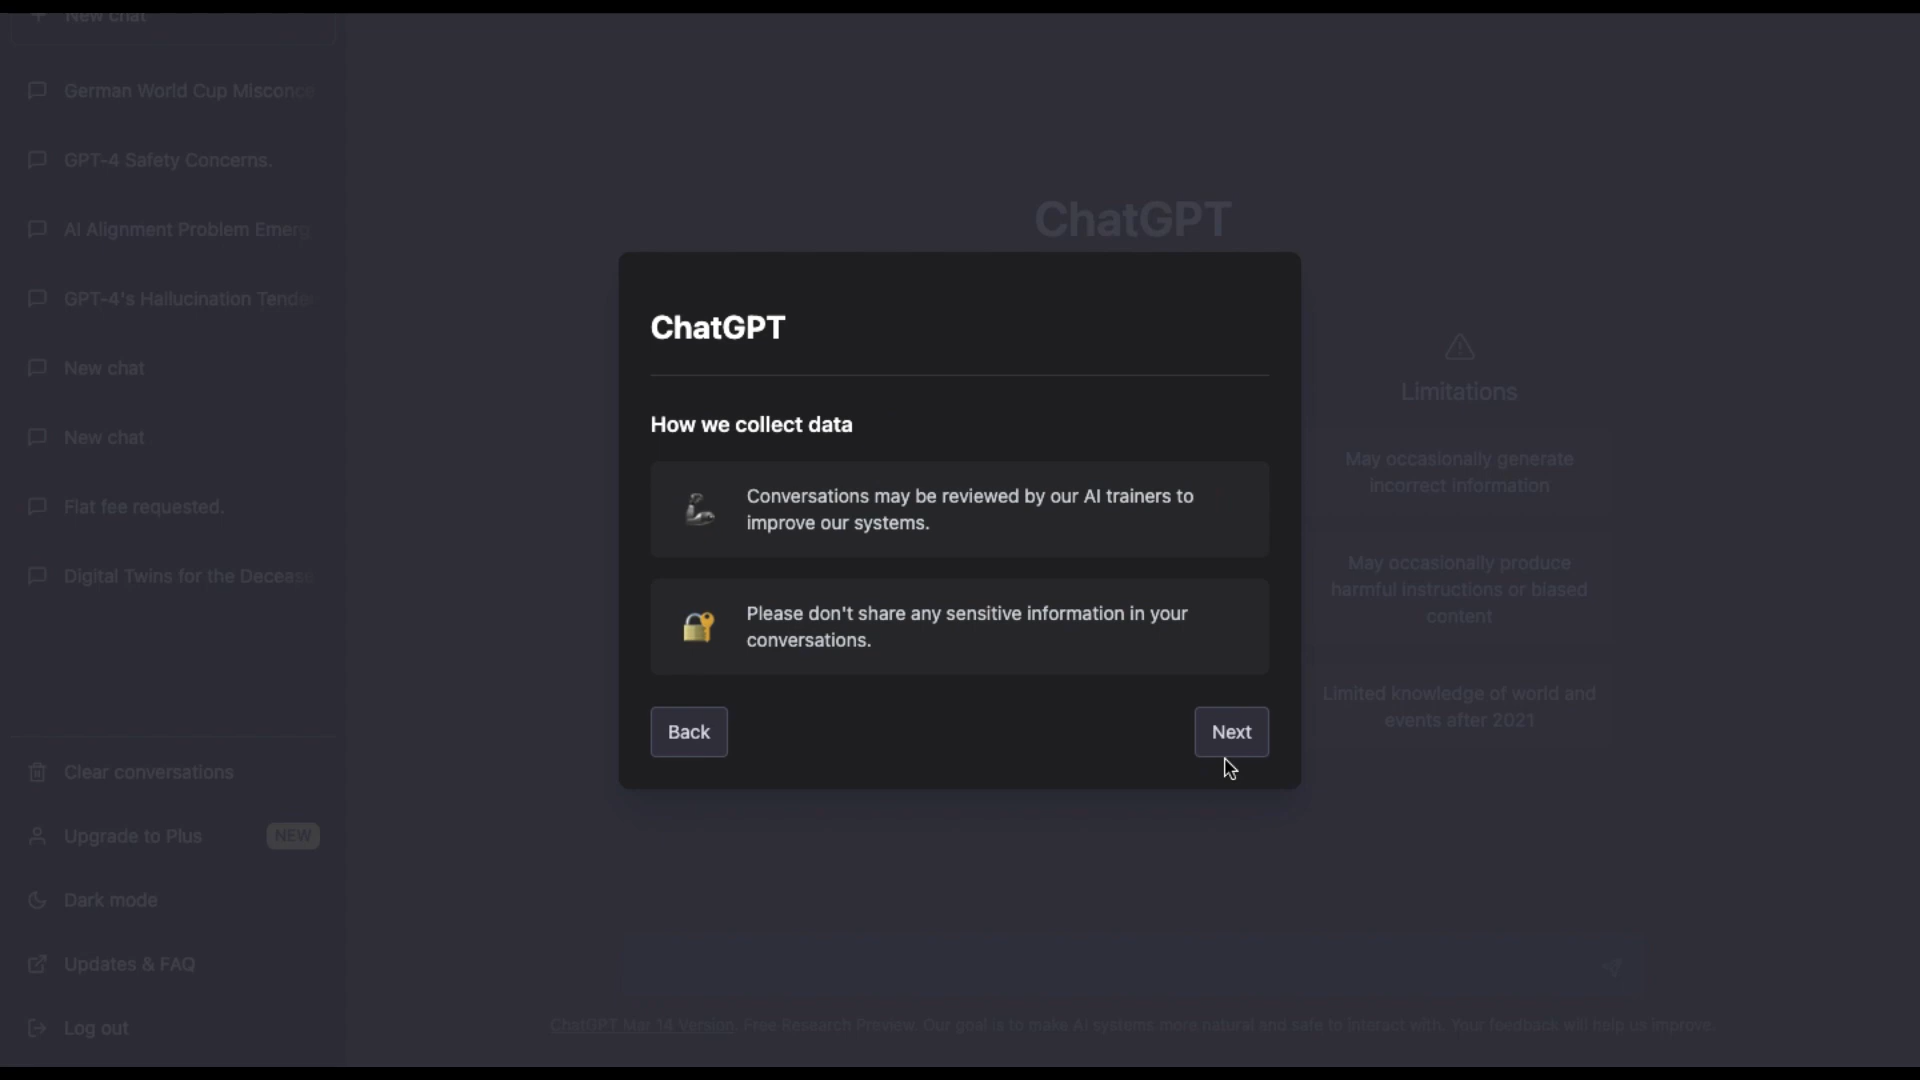 New chat
German World Cup Misconce
GPT-4 Safety Concerns.
AI Alignment Problem Emerg
GPT-4's Hallucination Tende
New chat
New chat
Flat fee requested.
Digital Twins for the Decease
Clear conversations
Upgrade to Plus NEW
Dark mode
Updates & FAQ
Log out
ChatGPT
Limitations
May occasionally generate
incorrect information
May occasionally produce
harmful instructions or biased
content
Limited knowledge of world and
events after 2021
ChatGPT
How we collect data
Conversations may be reviewed by our AI trainers to
improve our systems.
Please don't share any sensitive information in your
conversations.
Back
Next
ChatGPT Mar 14 Version. Free Research Preview. Our goal is to make AI systems more natural and safe to interact with. Your feedback will help us improve.